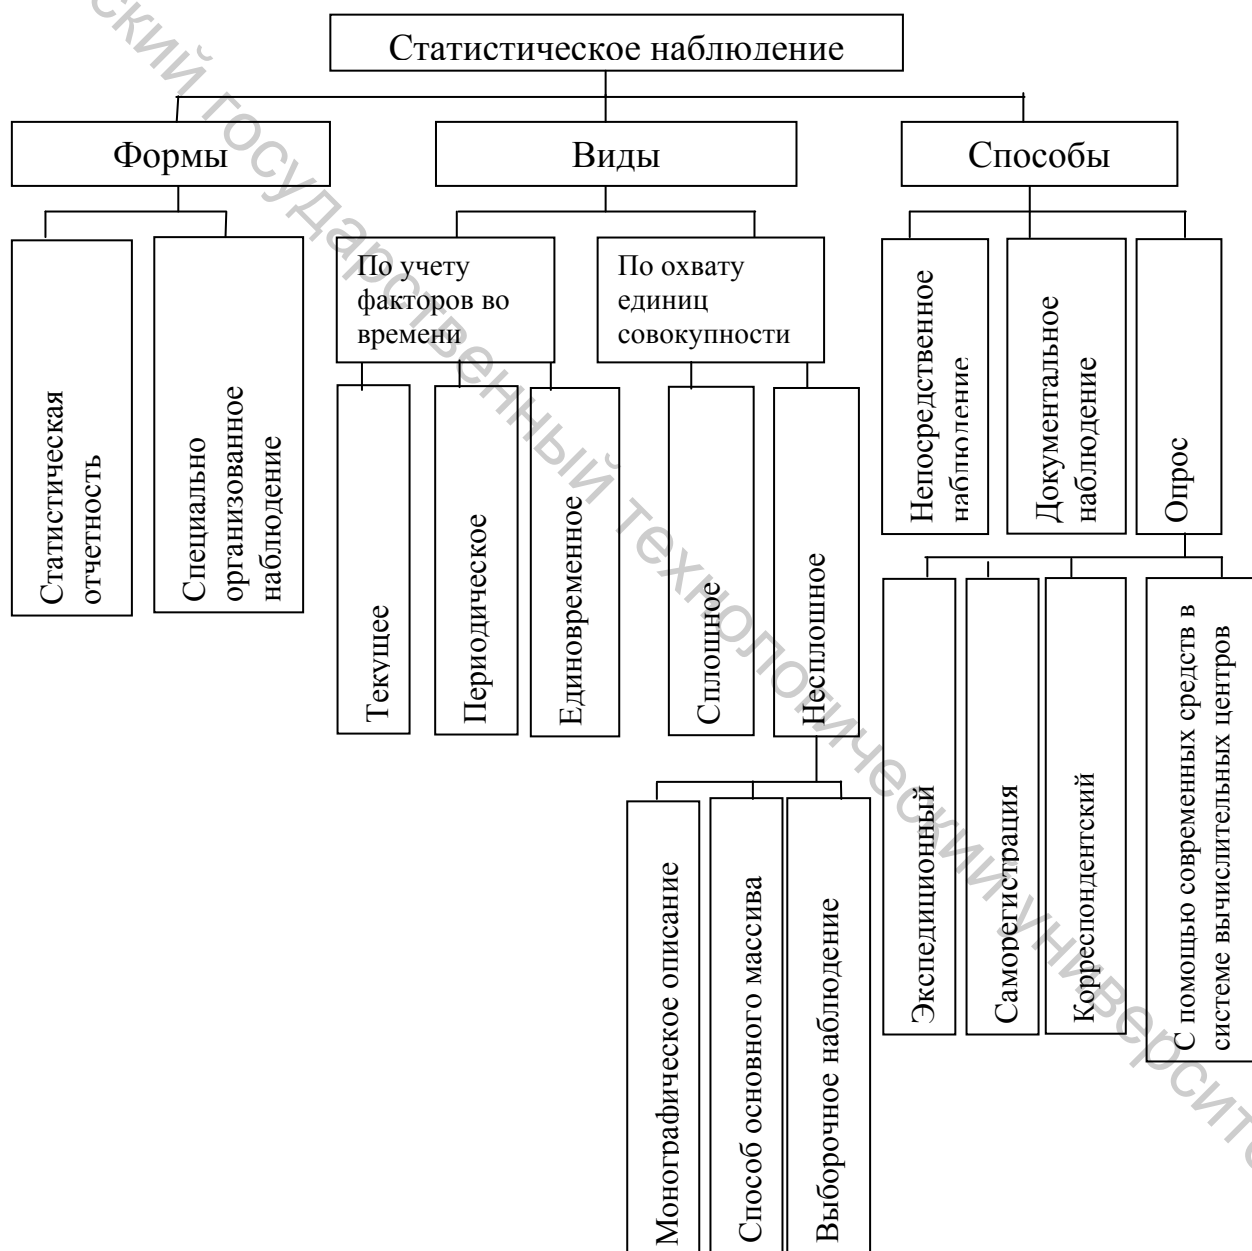 Статистическое наблюдение
Формы
Виды
Способы
Статистическая
отчетность
Специально
организованное
наблюдение
По учету
факторов во
времени
По охвату
единиц
совокупности
Непосредственное
наблюдение
Документальное
наблюдение
Опрос
Текущее
Периодическое
Единовременное
Сплошное
Несплошное
Экспедиционный
Саморегистрация
Корреспондентский
С помощью современных средств в
системе вычислительных центров
Монографическое описание
Способ основного массива
Выборочное наблюдение
государственный технологический